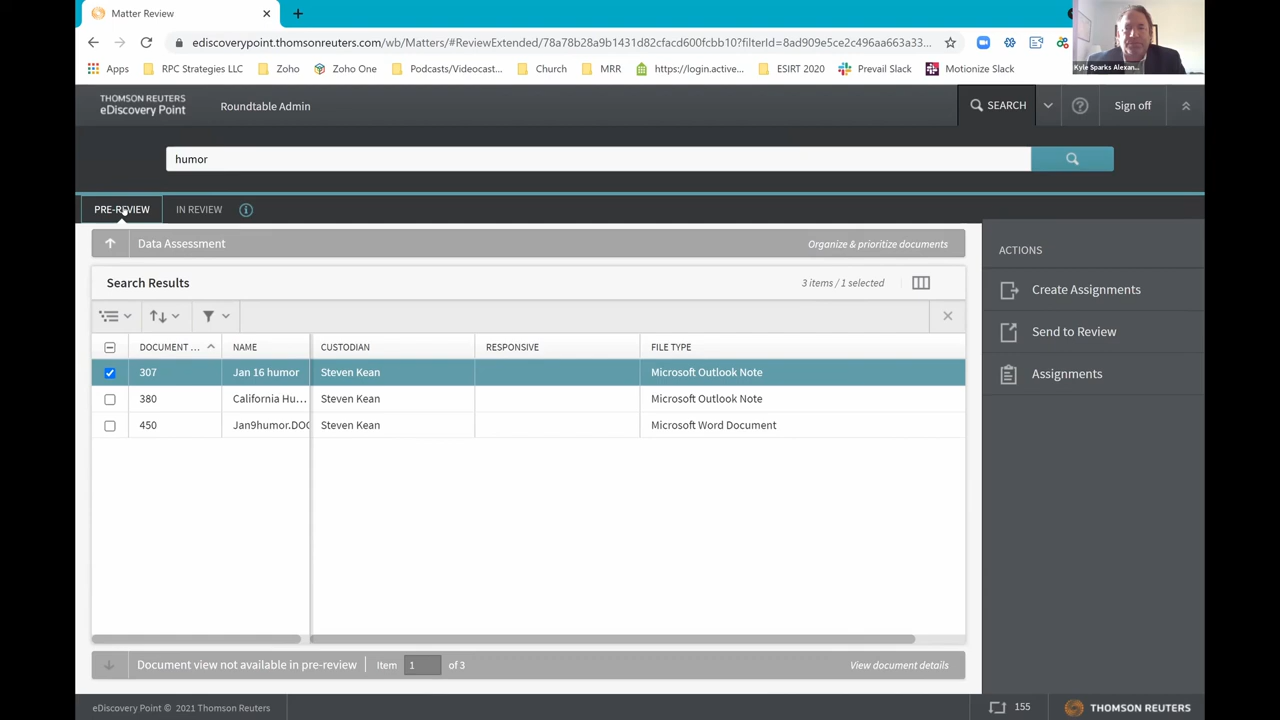 Matter Review
ediscoverypoint.thomsonreuters.com/wb/Matters/#ReviewExtended/78a78b28a9b1431d82cfacd600fcbb10?filterId=8ad909e5ce2c496aa663a33...
Apps RPC Strategies LLC Zoho Zoho One Podcasts/Videocast... Church MRR https://login.active... ESIRT 2020 Prevail Slack Motionize Slack
Kyle Sparks Alexan...
THOMSON REUTERS
eDiscovery Point
Roundtable Admin
SEARCH
Sign off
humor
PRE-REVIEW IN REVIEW
Data Assessment Organize & prioritize documents
Search Results 3 items / 1 selected
DOCUMENT ... NAME CUSTODIAN RESPONSIVE FILE TYPE
307 Jan 16 humor Steven Kean Microsoft Outlook Note
380 California Hu... Steven Kean Microsoft Outlook Note
450 Jan9humor.DOC Steven Kean Microsoft Word Document
Document view not available in pre-review Item 1 of 3 View document details
ACTIONS
Create Assignments
Send to Review
Assignments
eDiscovery Point © 2021 Thomson Reuters
155
THOMSON REUTERS